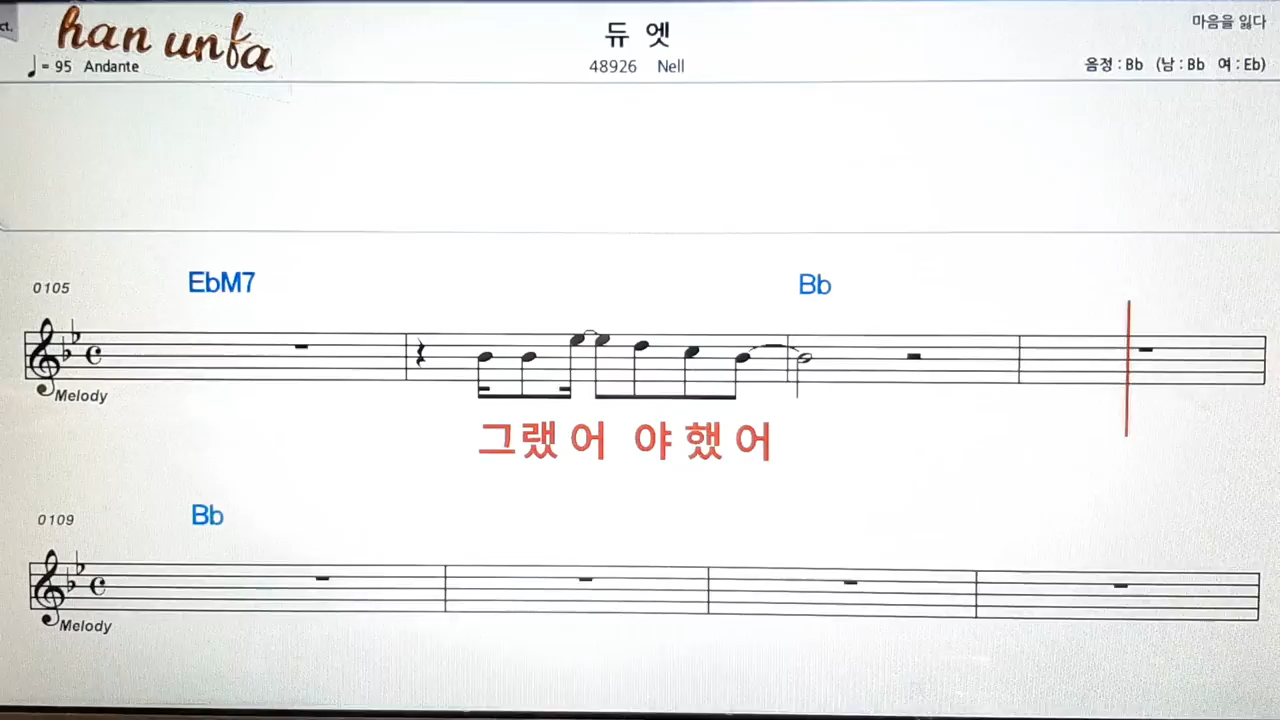 ct.
han unfa
듀 엣
마음을 잃다
♩= 95 Andante
48926 Nell
음정 : Bb (남 : Bb 여 : Eb)
0105
EbM7
Bb
Melody
그랬어 야했어
0109
Bb
Melody